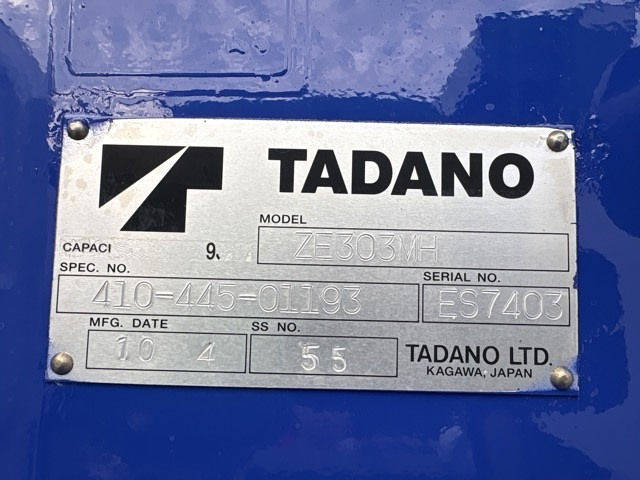 TADANO
MODEL
ZE303MH
CAPACI
SPEC. NO.
410-445-01193
SERIAL NO.
ES7403
MFG. DATE
10 4
SS NO.
55
TADANO LTD.
KAGAWA, JAPAN